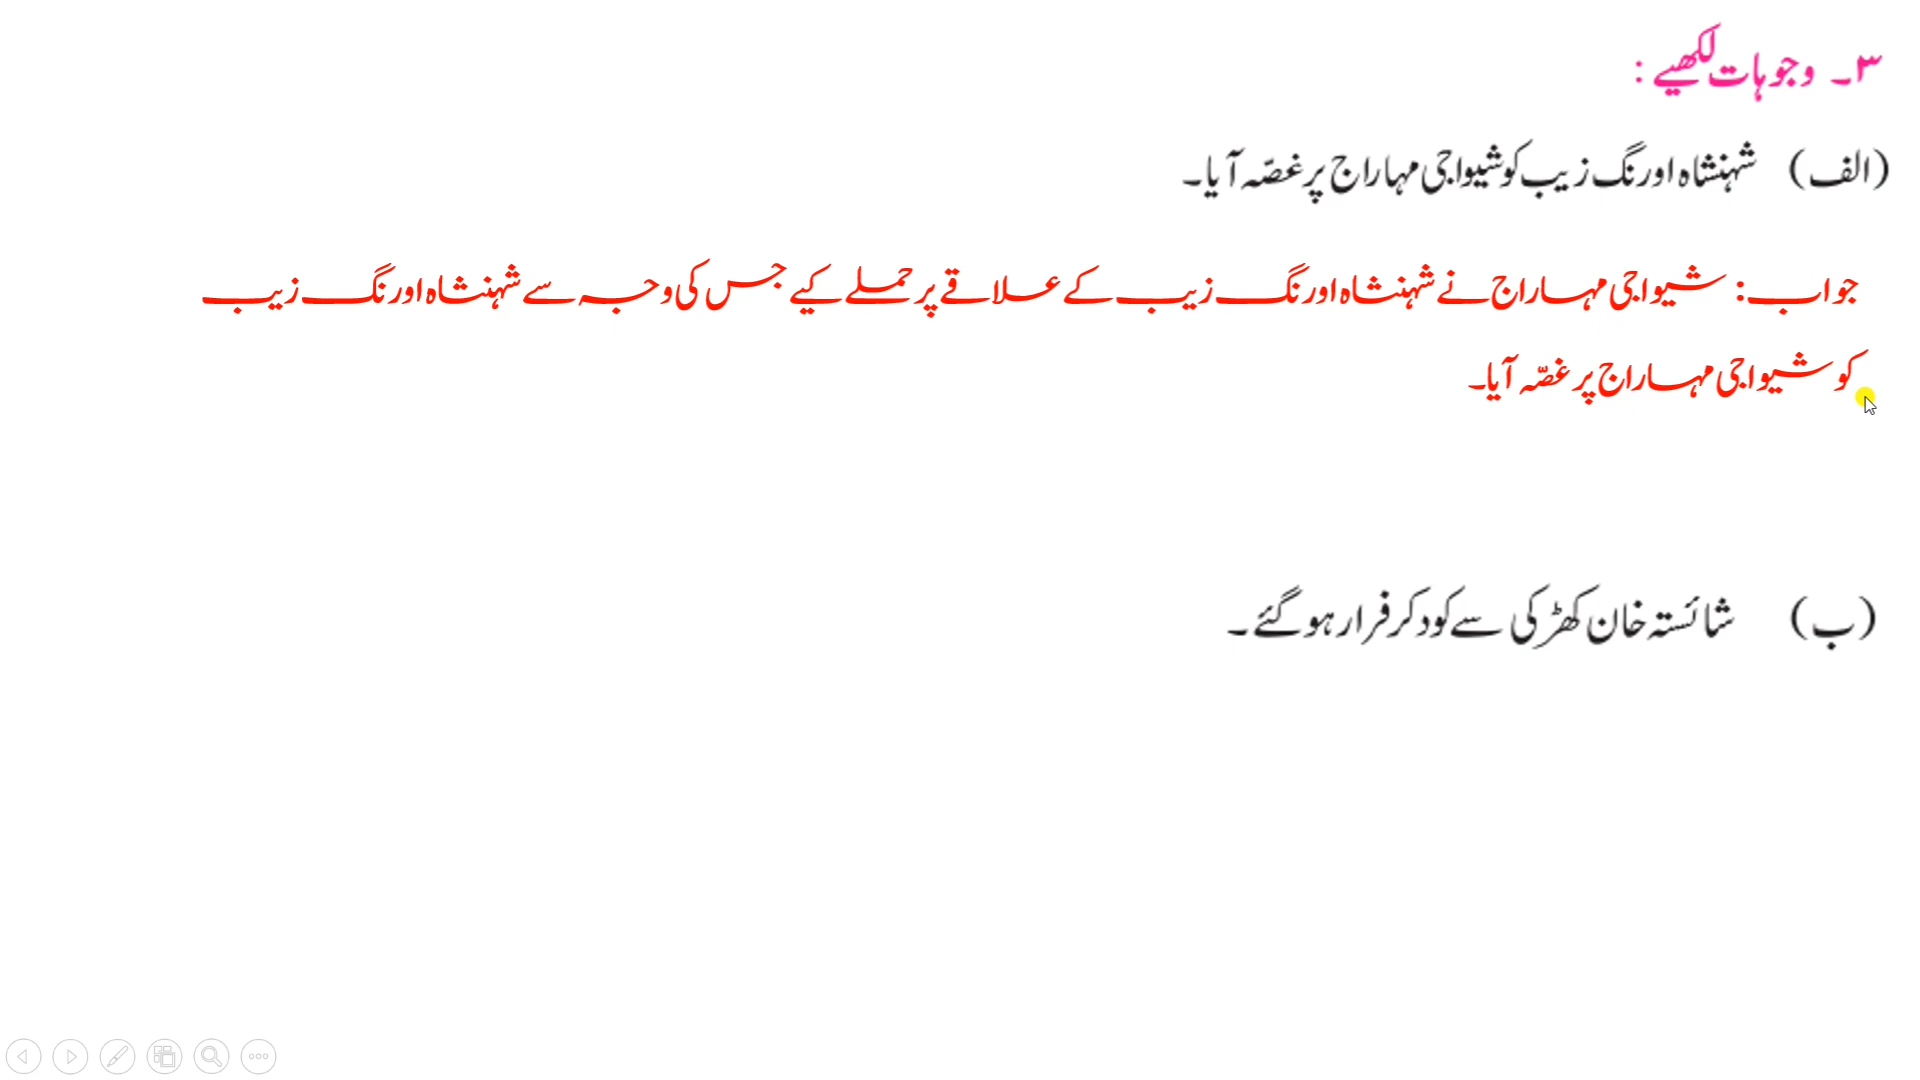 ۳۔ وجوہات لکھیے :
(الف) شہنشاہ اورنگ زیب کو شیواجی مہاراج پر غصّہ آیا۔
جواب: شیواجی مہاراج نے شہنشاہ اورنگ زیب کے علاقے پر حملے کیے جس کی وجہ سے شہنشاہ اورنگ زیب
کو شیواجی مہاراج پر غصّہ آیا۔
(ب) شائستہ خان کھڑکی سے کود کر فرار ہو گئے ۔